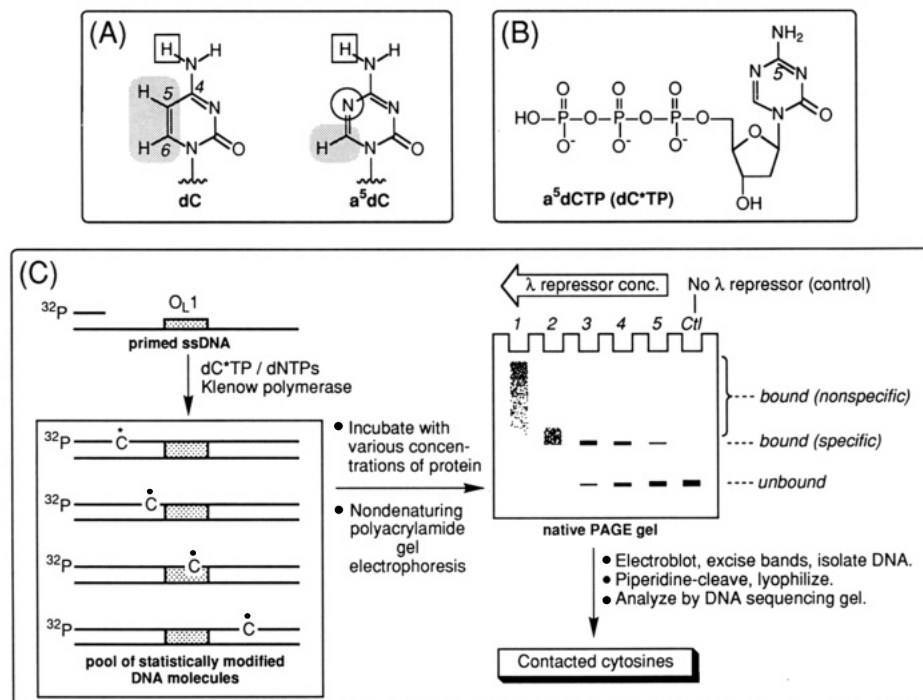 (A)
H
H
N
4
H
5
N
H
6
N
O
dC
H
H
N
N
N
H
N
O
a⁵dC
(B)
NH₂
N
5
N
O
O
O
N
O
HO-P-O-P-O-P-O
O⁻
O⁻
O⁻
O
OH
a⁵dCTP (dC*TP)
(C)
³²P
O_L1
primed ssDNA
dC*TP / dNTPs
Klenow polymerase
³²P
*
C
³²P
•
C
³²P
•
C
³²P
•
C
pool of statistically modified
DNA molecules
• Incubate with
various concen-
trations of protein
• Nondenaturing
polyacrylamide
gel
electrophoresis
λ repressor conc.
No λ repressor (control)
1 2 3 4 5 Ctl
bound (nonspecific)
bound (specific)
unbound
native PAGE gel
• Electroblot, excise bands, isolate DNA.
• Piperidine-cleave, lyophilize.
• Analyze by DNA sequencing gel.
Contacted cytosines